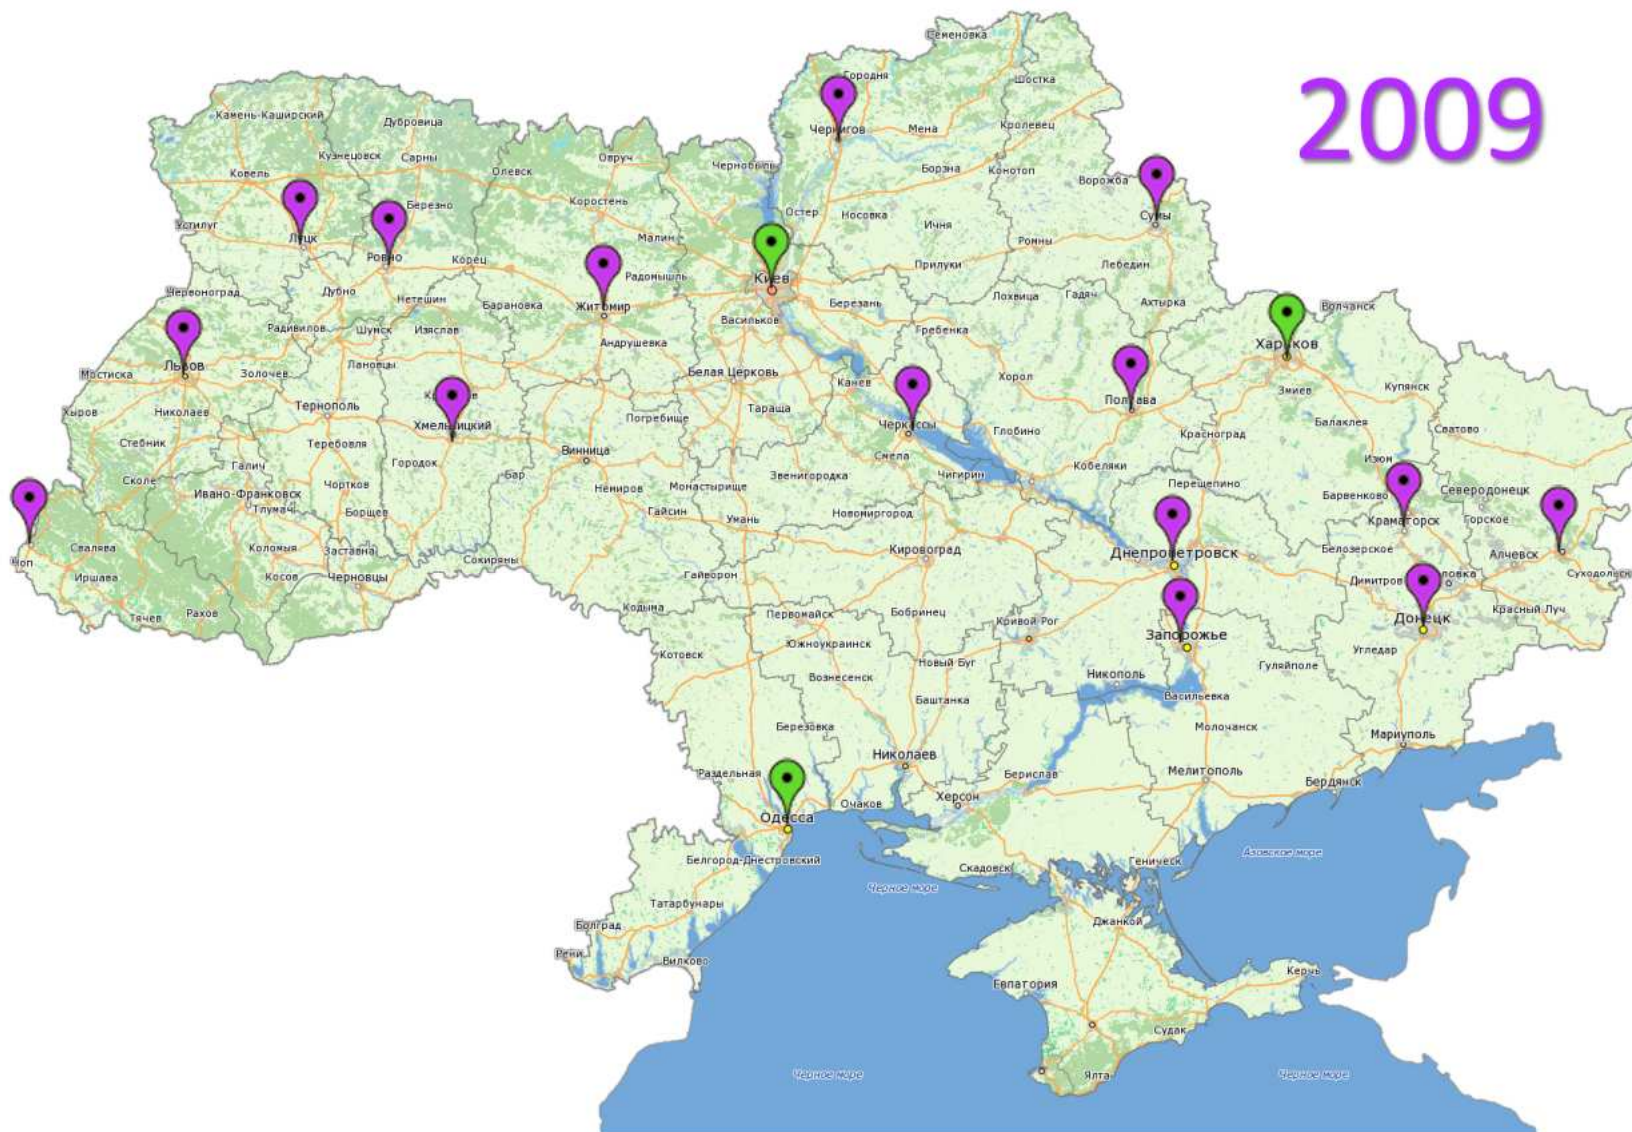 Семеновка
2009
Городня
Шостка
Камень-Каширский
Дубровица
Чернигов
Мена
Кролевец
Кузнецовск
Сарны
Овруч
Чернобыль
Борзна
Конотоп
Ворожба
Ковель
Олевск
Березно
Коростень
Остер
Носовка
Сумы
Устилуг
Луцк
Ичня
Малин
Ромны
Ровно
Корец
Прилуки
Лебедин
Радомышль
Киев
Червоноград
Дубно
Нетешин
Барановка
Житомир
Березань
Лохвица
Гадяч
Ахтырка
Волчанск
Радивилов
Шумск
Изяслав
Васильков
Гребенка
Андрушевка
Харьков
Львов
Мостиска
Золочев
Лановцы
Белая Церковь
Канев
Хорол
Змиев
Купянск
Хыров
Николаев
Тернополь
Тараща
Полтава
Погребище
Хмельницкий
Черкассы
Балаклея
Стебник
Теребовля
Глобино
Красноград
Сватово
Винница
Смела
Городок
Галич
Изюм
Кобеляки
Бар
Сколе
Звенигородка
Чигирин
Перещепино
Чортков
Немиров
Монастырище
Ивано-Франковск
Барвенково
Северодонецк
Тлумач
Борщев
Гайсин
Новомиргород
Умань
Краматорск
Горское
Свалява
Коломыя
Заставна
Кировоград
Днепропетровск
Белозерское
Алчевск
Сокиряны
Иршава
Косов
Черновцы
Гайворон
Димитров
Суходольск
Тячев
Рахов
Кодыма
Первомайск
Бобринец
Кривой Рог
Красный Луч
Донецк
Запорожье
Южноукраинск
Котовск
Новый Буг
Гуляйполе
Угледар
Вознесенск
Никополь
Баштанка
Васильевка
Березовка
Молочанск
Мариуполь
Николаев
Раздельная
Берислав
Мелитополь
Бердянск
Херсон
Очаков
Одесса
Белгород-Днестровский
Скадовск
Геническ
Азовское море
Черное море
Татарбунары
Болград
Джанкой
Рени
Вилково
Керчь
Евпатория
Судак
Черное море
Ялта
Черное море